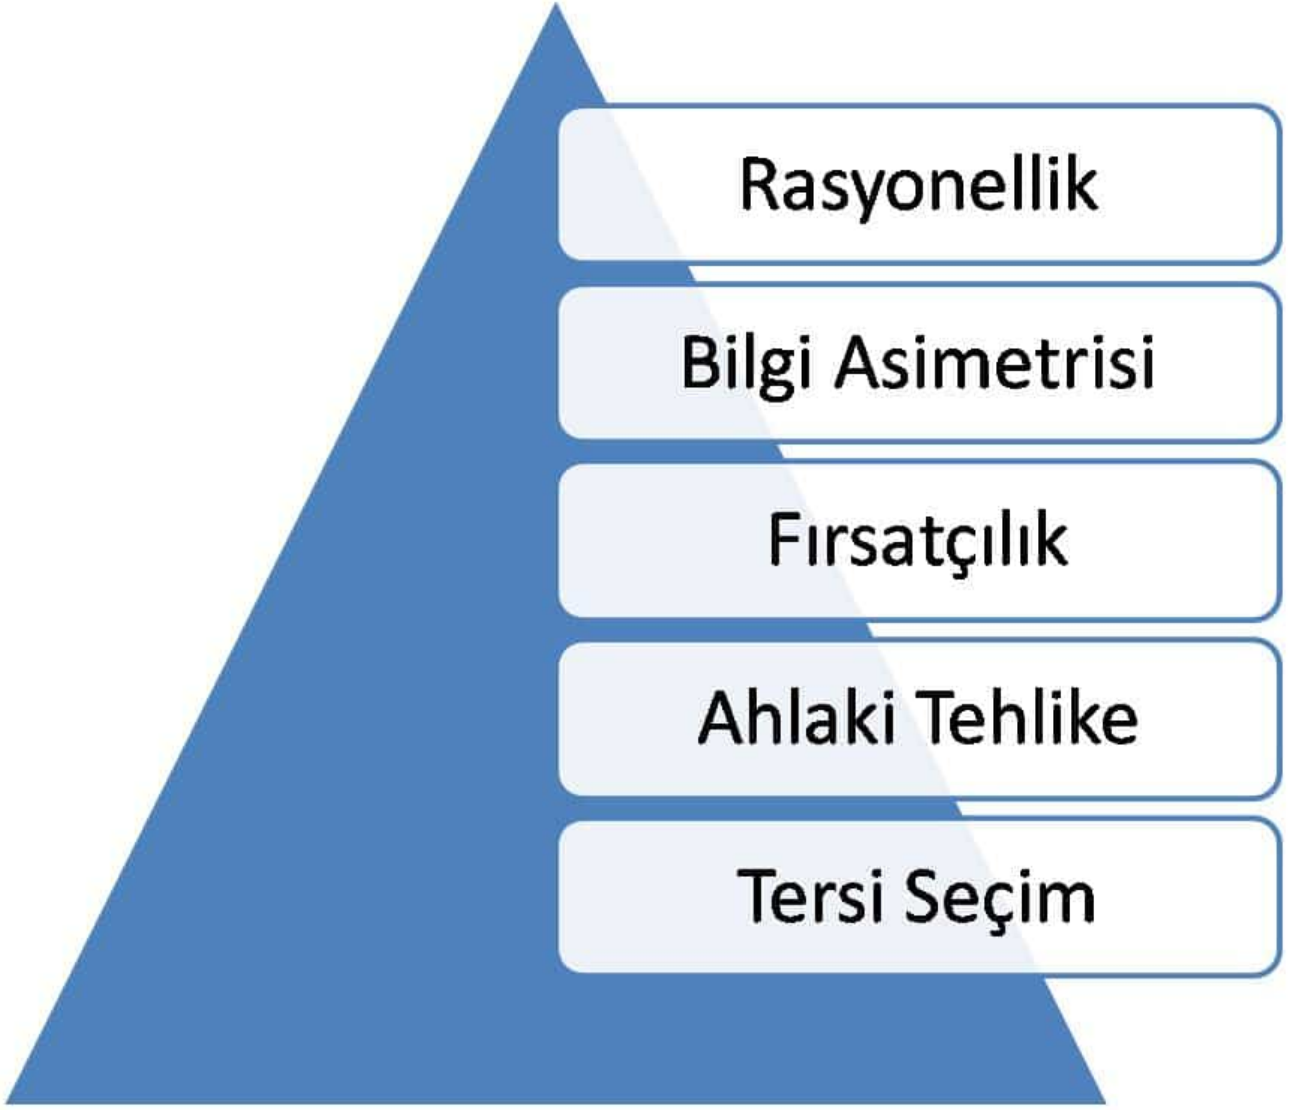 Rasyonellik
Bilgi Asimetrisi
Fırsatçılık
Ahlaki Tehlike
Tersi Seçim